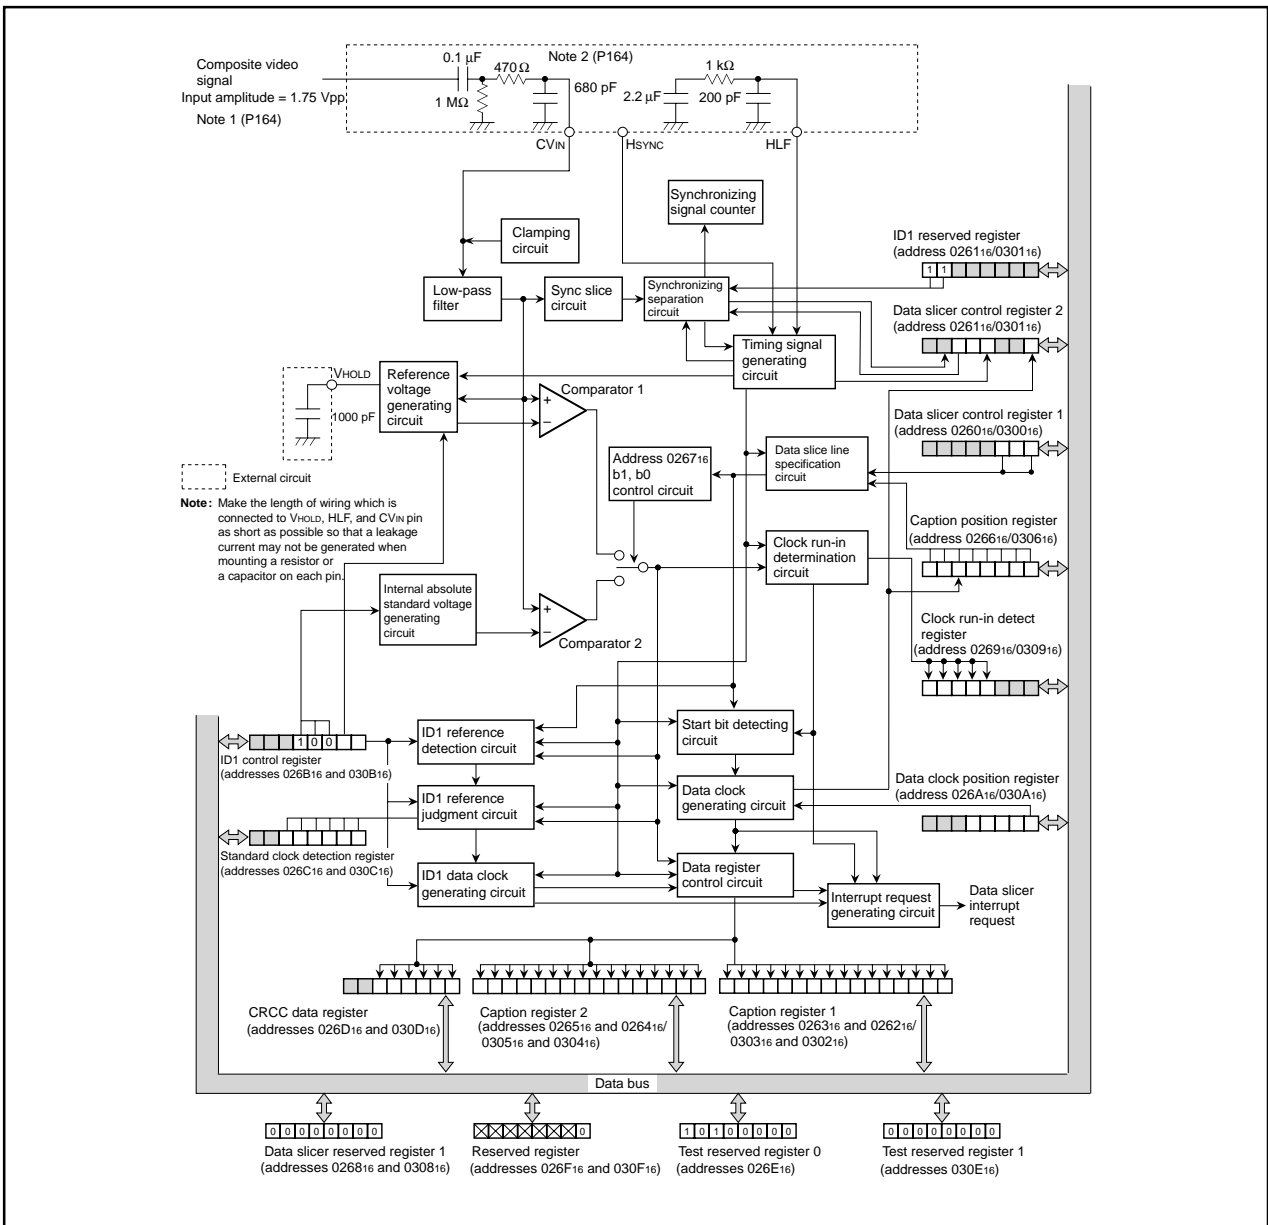 Composite video
signal
Input amplitude = 1.75 Vpp
Note 1 (P164)
Note 2 (P164)
0.1 µF
470 Ω
1 MΩ
680 pF
1 kΩ
2.2 µF
200 pF
CVIN
HSYNC
HLF
Synchronizing
signal counter
Clamping
circuit
Low-pass
filter
Sync slice
circuit
Synchronizing
separation
circuit
Timing signal
generating
circuit
ID1 reserved register
(address 026116/030116)
1 1
Data slicer control register 2
(address 026116/030116)
Data slicer control register 1
(address 026016/030016)
VHOLD
1000 pF
Reference
voltage
generating
circuit
Comparator 1
+
−
Address 026716
b1, b0
control circuit
Data slice line
specification
circuit
External circuit
Note : Make the length of wiring which is
connected to VHOLD, HLF, and CVIN pin
as short as possible so that a leakage
current may not be generated when
mounting a resistor or
a capacitor on each pin.
Caption position register
(address 026616/030616)
Clock run-in
determination
circuit
Internal absolute
standard voltage
generating
circuit
+
−
Comparator 2
Clock run-in detect
register
(address 026916/030916)
1 0 0
ID1 control register
(addresses 026B16 and 030B16)
ID1 reference
detection circuit
Start bit detecting
circuit
ID1 reference
judgment circuit
Data clock
generating circuit
Data clock position register
(address 026A16/030A16)
Standard clock detection register
(addresses 026C16 and 030C16)
ID1 data clock
generating circuit
Data register
control circuit
Interrupt request
generating circuit
Data slicer
interrupt
request
CRCC data register
(addresses 026D16 and 030D16)
Caption register 2
(addresses 026516 and 026416/
030516 and 030416)
Caption register 1
(addresses 026316 and 026216/
030316 and 030216)
Data bus
0 0 0 0 0 0 0 0
Data slicer reserved register 1
(addresses 026816 and 030816)
0
Reserved register
(addresses 026F16 and 030F16)
1 0 1 0 0 0 0 0
Test reserved register 0
(addresses 026E16)
0 0 0 0 0 0 0 0
Test reserved register 1
(addresses 030E16)